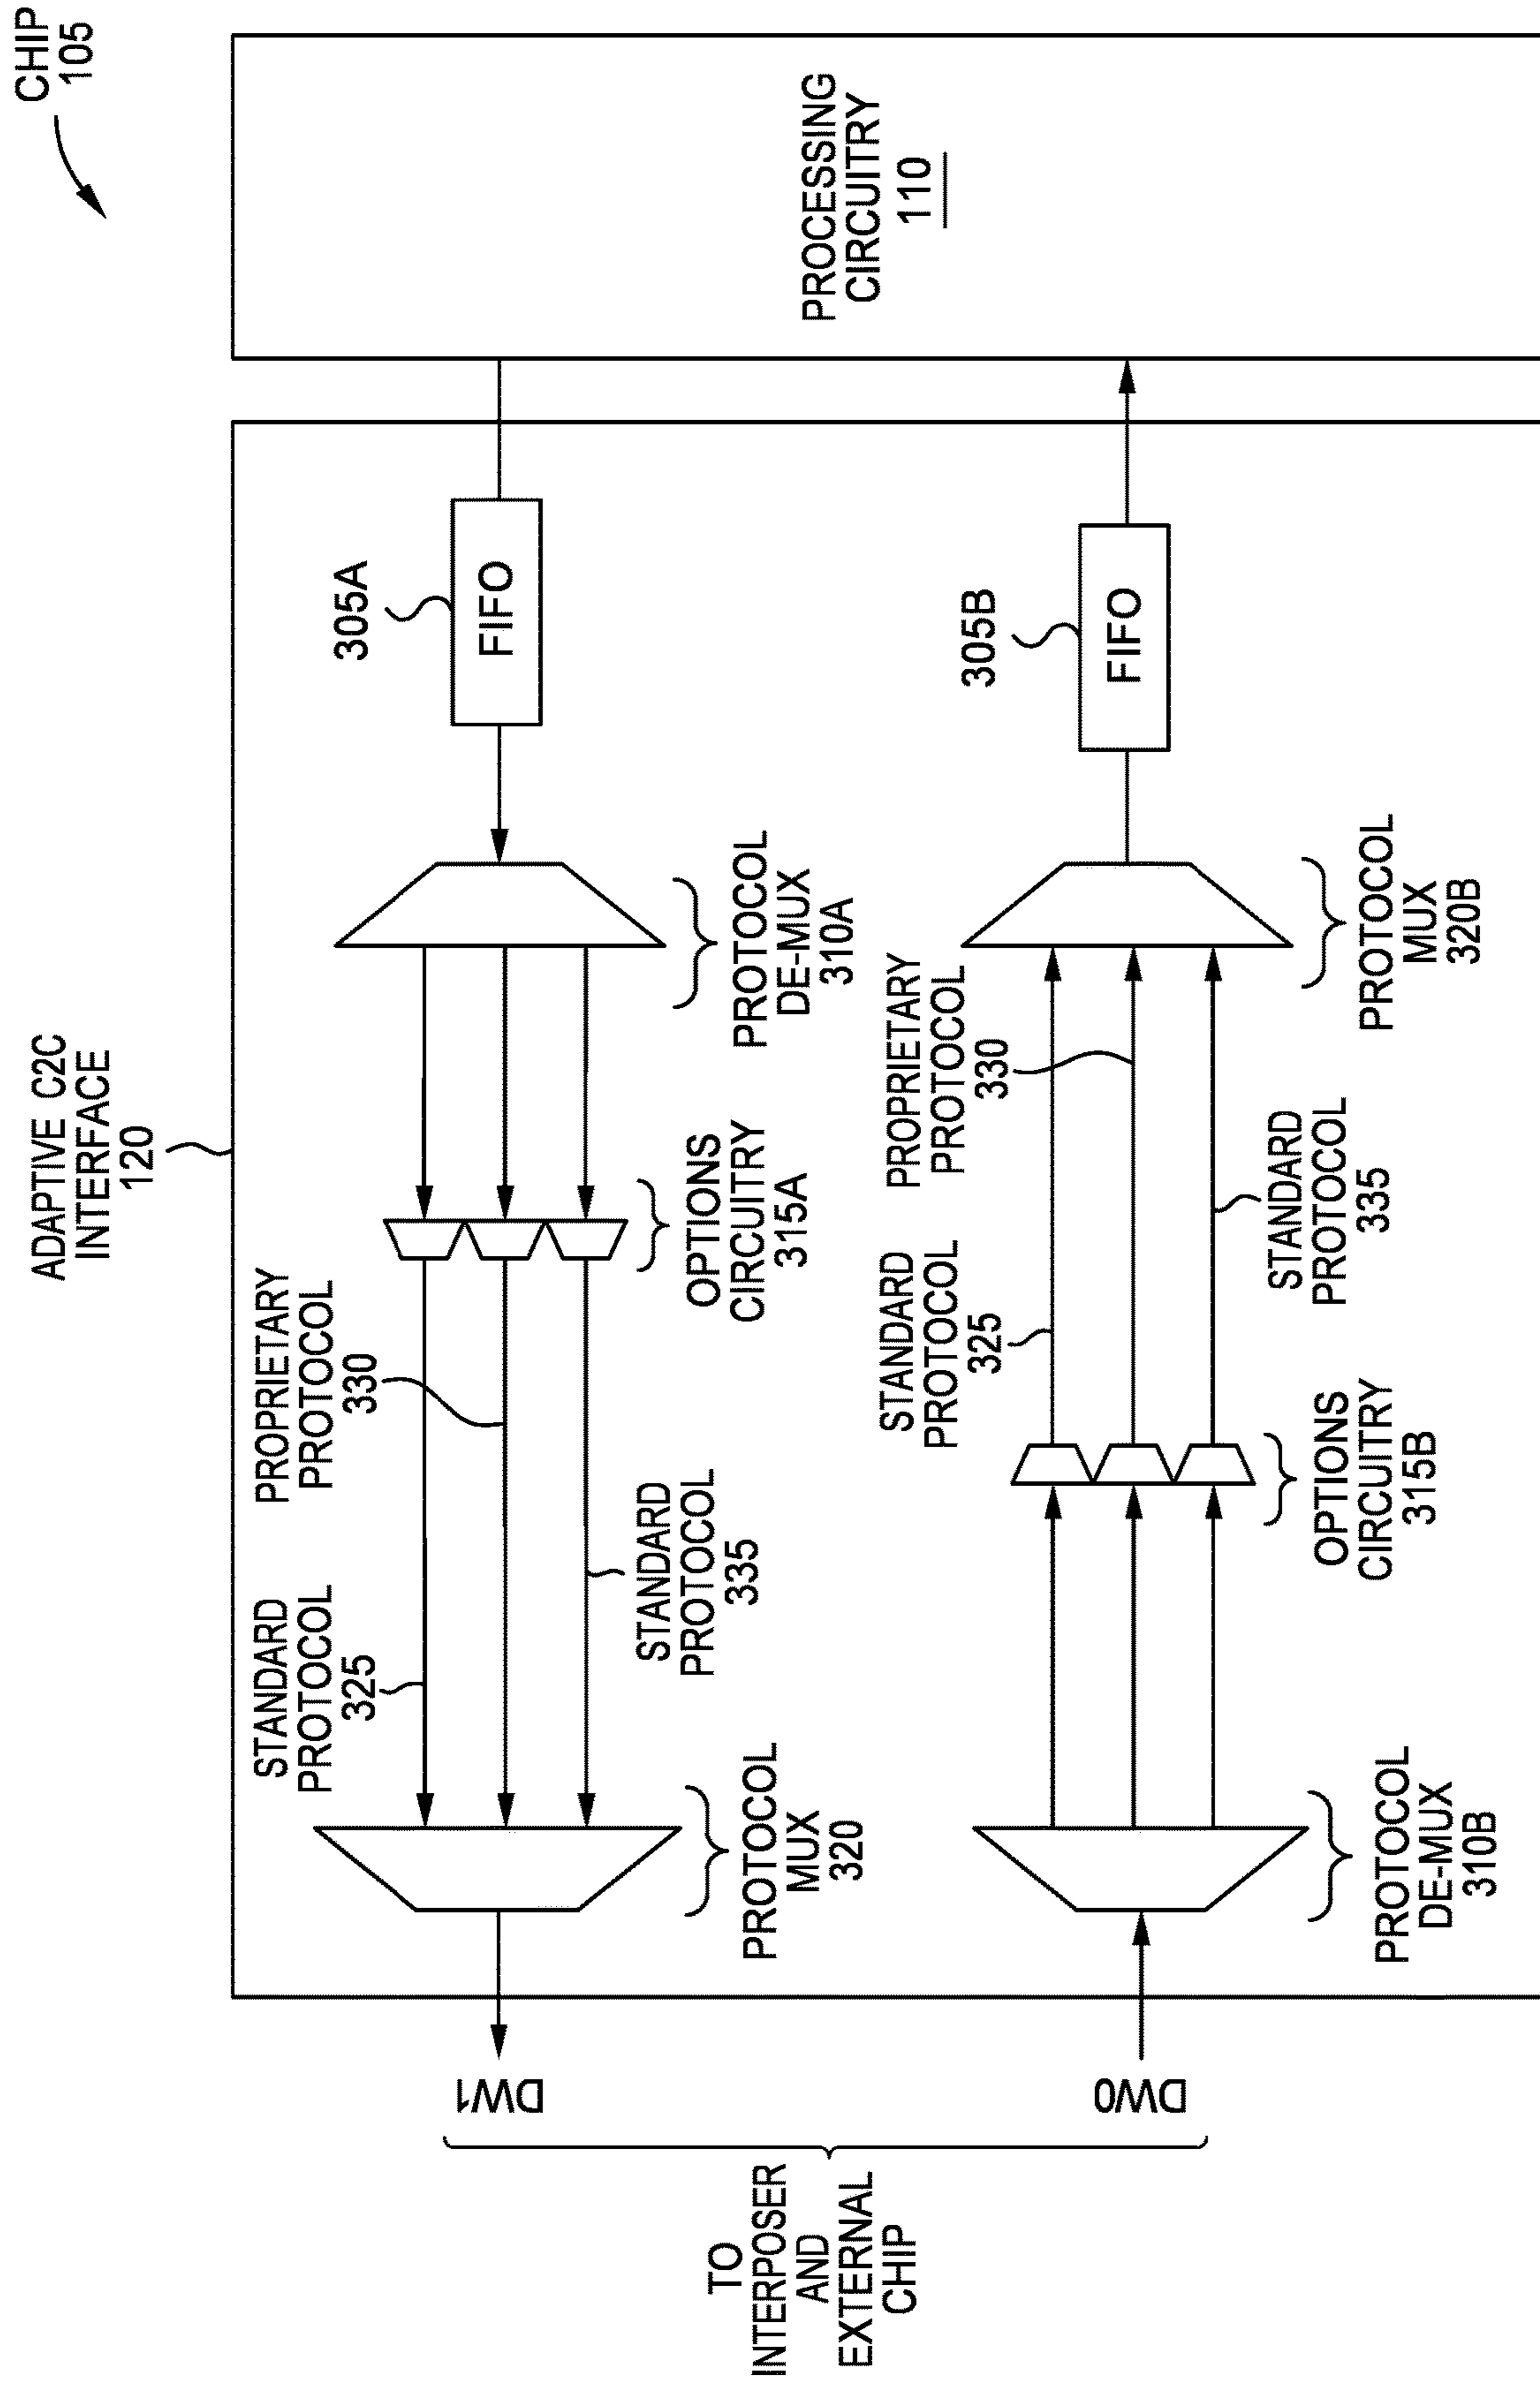 CHIP
105
ADAPTIVE C2C
INTERFACE
120
STANDARD
PROTOCOL
325
PROPRIETARY
PROTOCOL
330
305A
FIFO
DW1
STANDARD
PROTOCOL
335
OPTIONS
CIRCUITRY
315A
PROTOCOL
DE-MUX
310A
PROTOCOL
MUX
320
PROCESSING
CIRCUITRY
110
TO
INTERPOSER
AND
EXTERNAL
CHIP
STANDARD
PROTOCOL
325
PROPRIETARY
PROTOCOL
330
305B
FIFO
DW0
STANDARD
PROTOCOL
335
PROTOCOL
DE-MUX
310B
OPTIONS
CIRCUITRY
315B
PROTOCOL
MUX
320B